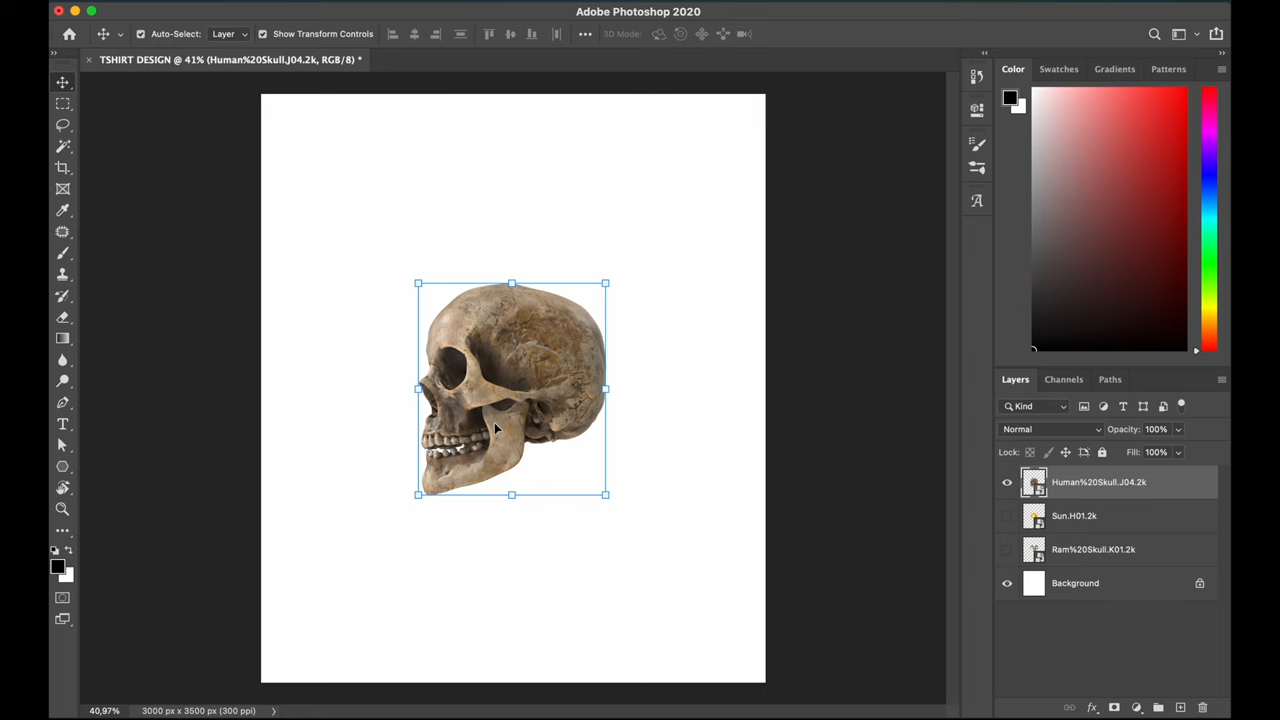 Adobe Photoshop 2020
Auto-Select: Layer Show Transform Controls 3D Mode:
TSHIRT DESIGN @ 41% (Human%20Skull.J04.2k, RGB/8) *
Color Swatches Gradients Patterns
Layers Channels Paths
Kind
Normal Opacity: 100%
Lock: Fill: 100%
Human%20Skull.J04.2k
Sun.H01.2k
Ram%20Skull.K01.2k
Background
40,97% 3000 px x 3500 px (300 ppi)